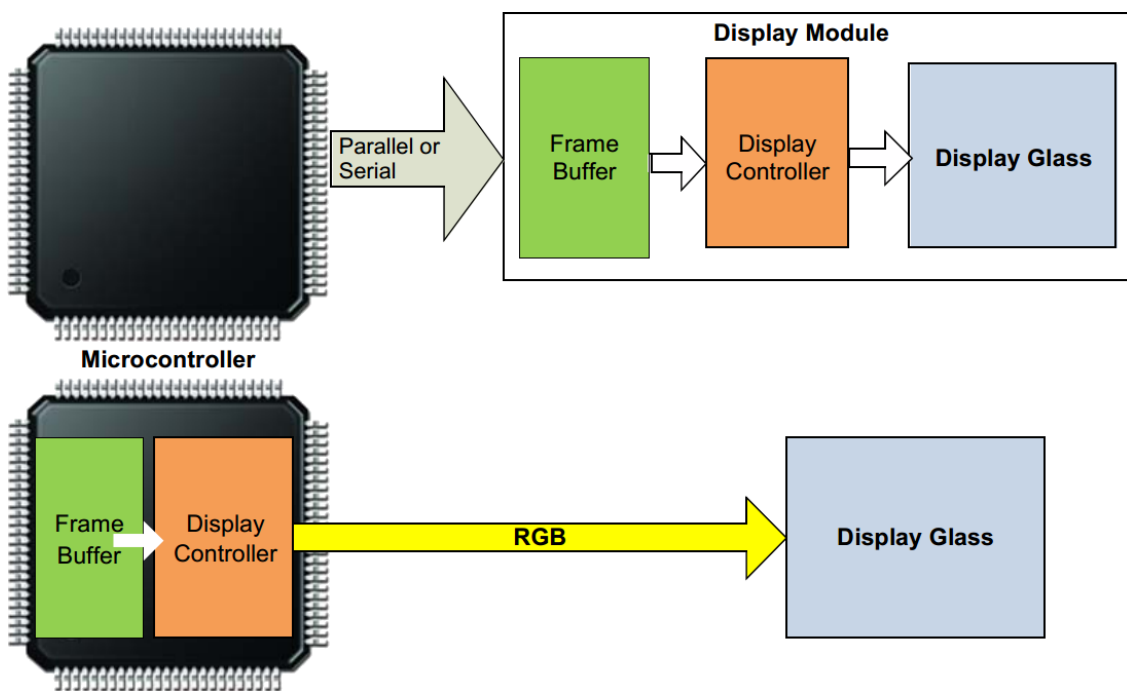 Display Module
Parallel or
Serial
Frame
Buffer
Display
Controller
Display Glass
Microcontroller
Frame
Buffer
Display
Controller
RGB
Display Glass